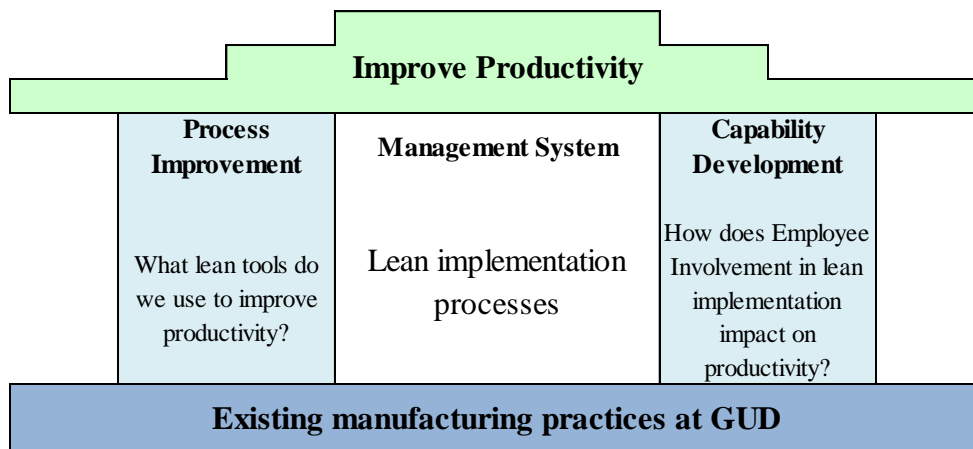 Improve Productivity
Process
Improvement
What lean tools do
we use to improve
productivity?
Management System
Lean implementation
processes
Capability
Development
How does Employee
Involvement in lean
implementation
impact on
productivity?
Existing manufacturing practices at GUD